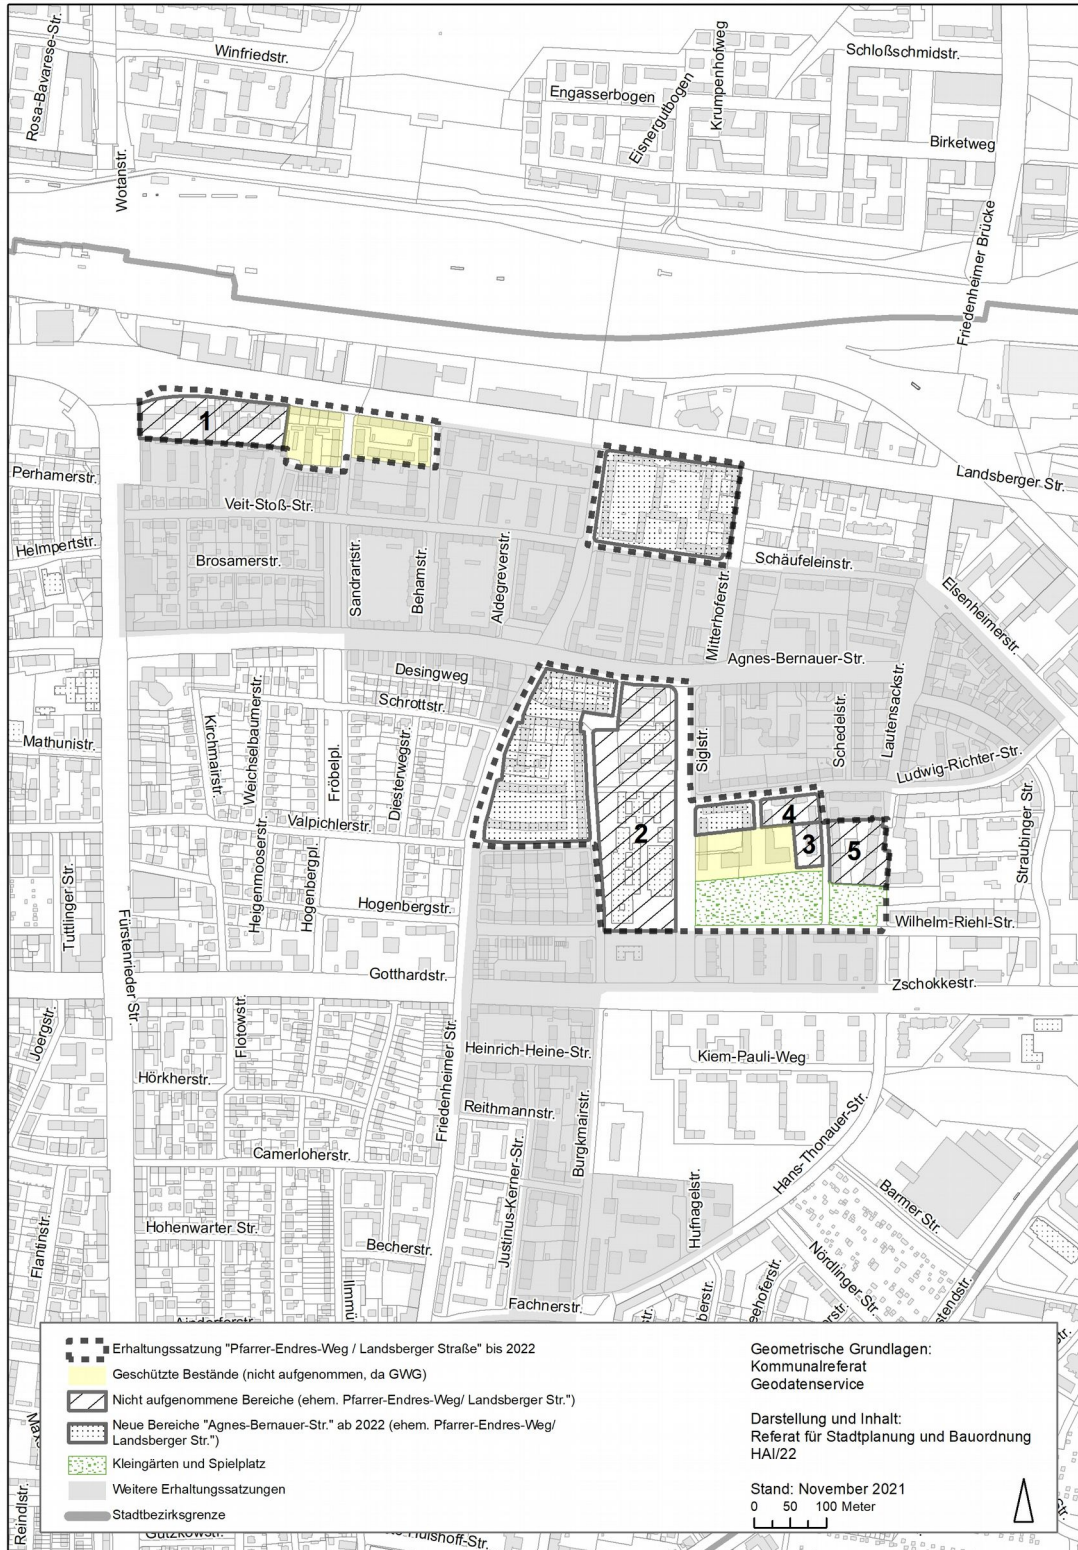 Rosa-Bavarese-Str.
Winfriedstr.
Wotanstr.
Engasserbogen
Eisnergutbogen
Krumpenhofweg
Schloßschmidstr.
Birketweg
Friedenheimer Brücke
1
Perhamerstr.
Landsberger Str.
Veit-Stoß-Str.
Helmpertstr.
Brosamerstr.
Sandrartstr.
Behamstr.
Aldegreverstr.
Mitterhoferstr.
Schäufeleinstr.
Elsenheimerstr.
Agnes-Bernauer-Str.
Desingweg
Schrottstr.
Mathunistr.
Kirchmairstr.
Weichselbaumerstr.
Fröbelpl.
Diesterwegstr.
Siglstr.
Schedelstr.
Lautensackstr.
Ludwig-Richter-Str.
Valpichlerstr.
2
4
3
5
Straubinger Str.
Tuttlinger Str.
Fürstenrieder Str.
Heigenmooserstr.
Hogenbergpl.
Hogenbergstr.
Wilhelm-Riehl-Str.
Gotthardstr.
Zschokkestr.
Joergstr.
Flotowstr.
Friedenheimer Str.
Heinrich-Heine-Str.
Kiem-Pauli-Weg
Hörkherstr.
Reithmannstr.
Burgkmairstr.
Hans-Thonauer-Str.
Camerloherstr.
Justinus-Kerner-Str.
Hufnagelstr.
Barmer Str.
Flantinstr.
Hohenwarter Str.
Becherstr.
Nördlinger Str.
Fachnerstr.
Erhaltungssatzung "Pfarrer-Endres-Weg / Landsberger Straße" bis 2022
Geschützte Bestände (nicht aufgenommen, da GWG)
Nicht aufgenommene Bereiche (ehem. Pfarrer-Endres-Weg/ Landsberger Str.")
Neue Bereiche "Agnes-Bernauer-Str." ab 2022 (ehem. Pfarrer-Endres-Weg/
Landsberger Str.")
Kleingärten und Spielplatz
Weitere Erhaltungssatzungen
Stadtbezirksgrenze
Geometrische Grundlagen:
Kommunalreferat
Geodatenservice
Darstellung und Inhalt:
Referat für Stadtplanung und Bauordnung
HAI/22
Stand: November 2021
0 50 100 Meter
Reindlstr.